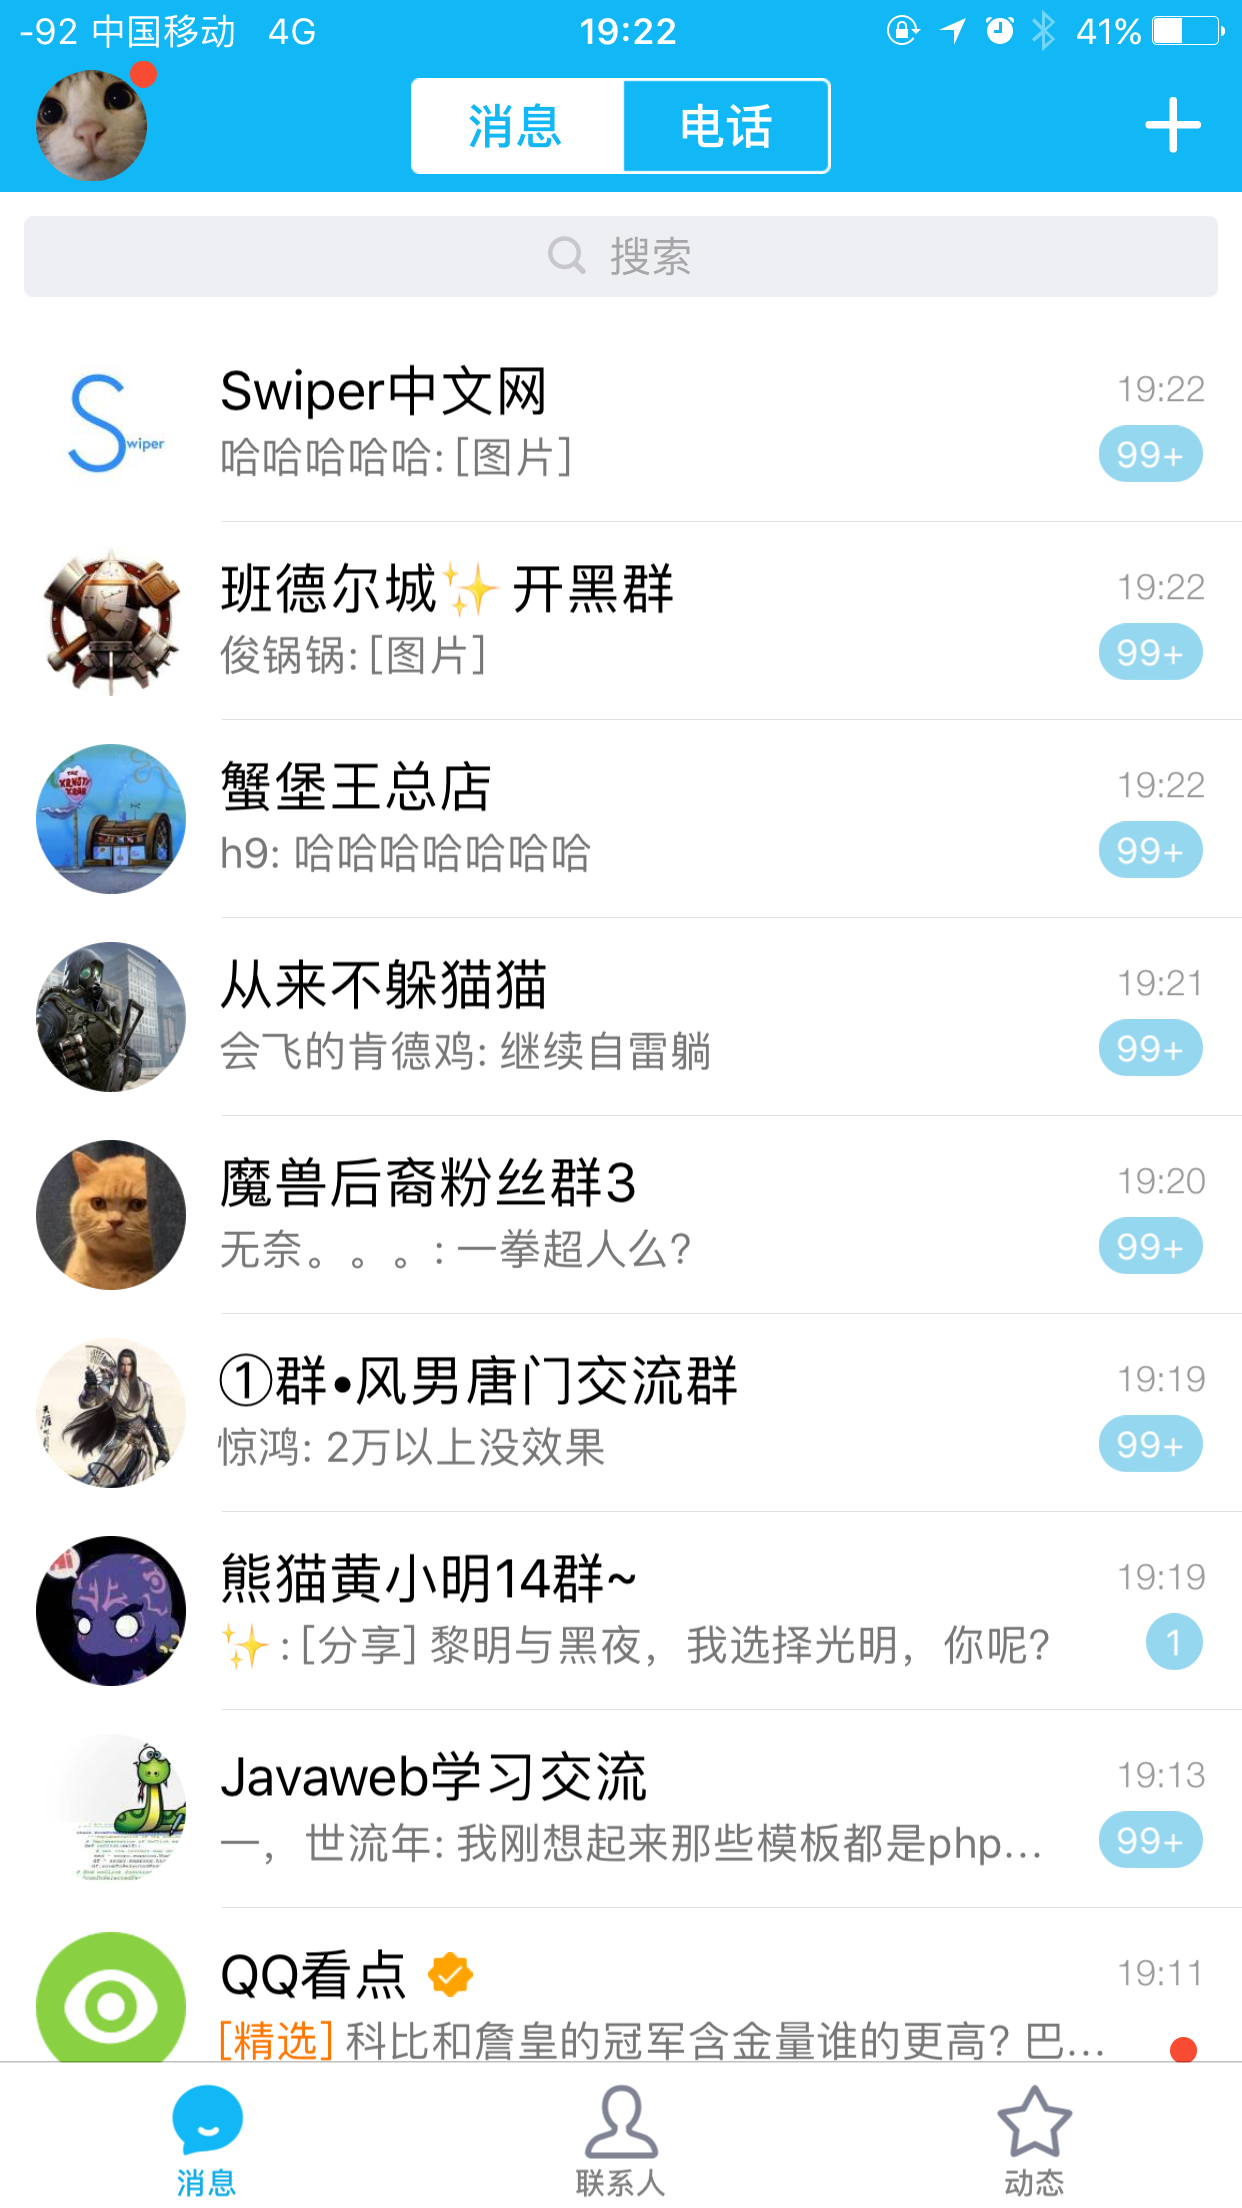 -92 中国移动 4G 19:22 41%
消息 电话
搜索
Swiper中文网 19:22
哈哈哈哈哈: [图片] 99+
班德尔城✨ 开黑群 19:22
俊锅锅: [图片] 99+
蟹堡王总店 19:22
h9: 哈哈哈哈哈哈哈 99+
从来不躲猫猫 19:21
会飞的肯德鸡: 继续自雷躺 99+
魔兽后裔粉丝群3 19:20
无奈。。。: 一拳超人么? 99+
①群•风男唐门交流群 19:19
惊鸿: 2万以上没效果 99+
熊猫黄小明14群~ 19:19
✨ : [分享] 黎明与黑夜，我选择光明，你呢? 1
Javaweb学习交流 19:13
一，世流年: 我刚想起来那些模板都是php... 99+
QQ看点 19:11
[精选] 科比和詹皇的冠军含金量谁的更高? 巴...
消息 联系人 动态